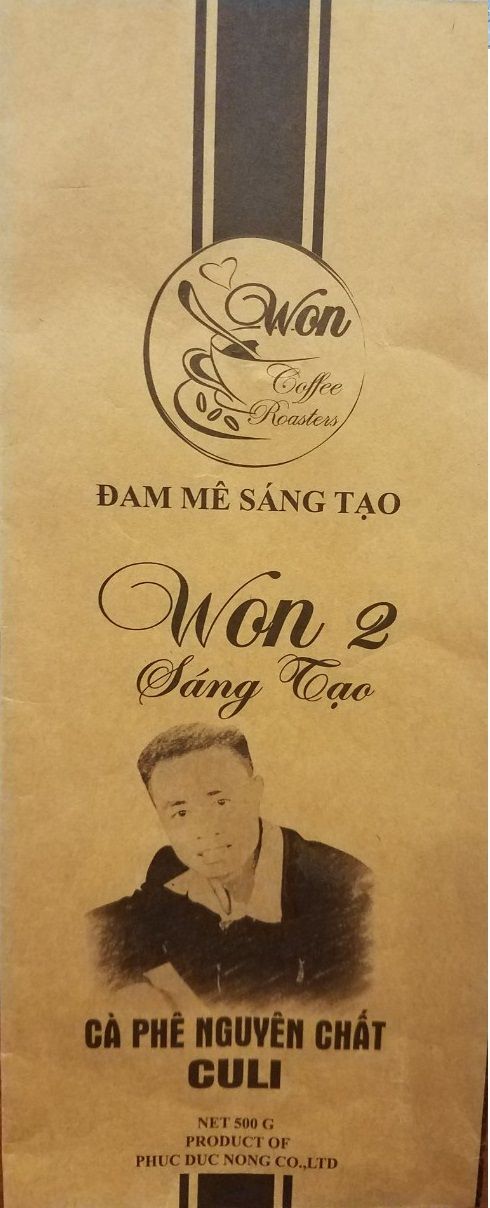 Won
Coffee
Roasters
ĐAM MÊ SÁNG TẠO
Won 2
Sáng Tạo
CÀ PHÊ NGUYÊN CHẤT
CULI
NET 500 G
PRODUCT OF
PHUC DUC NONG CO.,LTD